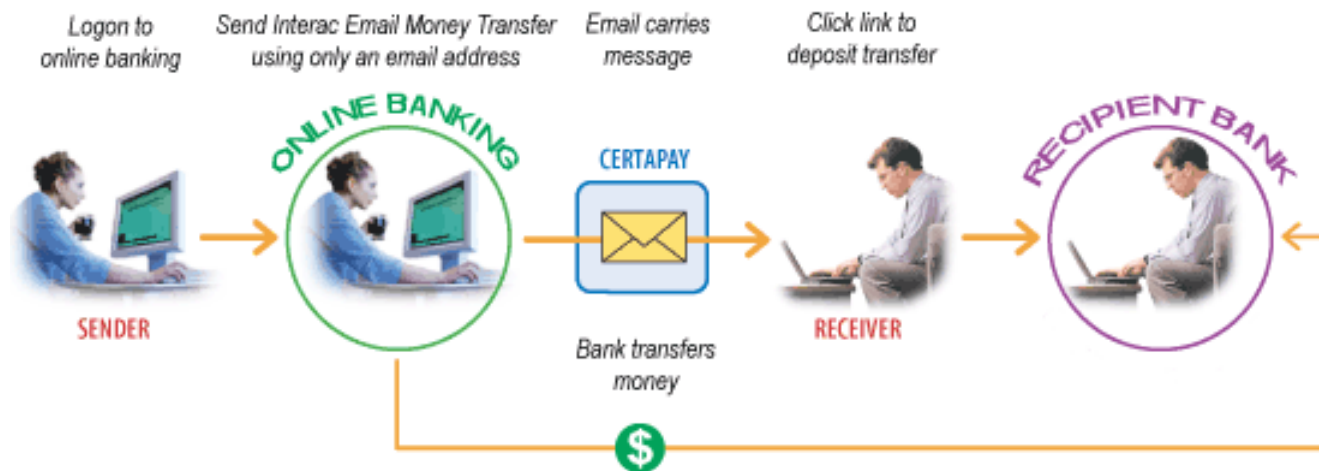 Logon to
online banking
Send Interac Email Money Transfer
using only an email address
Email carries
message
Click link to
deposit transfer
ONLINE BANKING
CERTAPAY
RECIPIENT BANK
SENDER
RECEIVER
Bank transfers
money
$